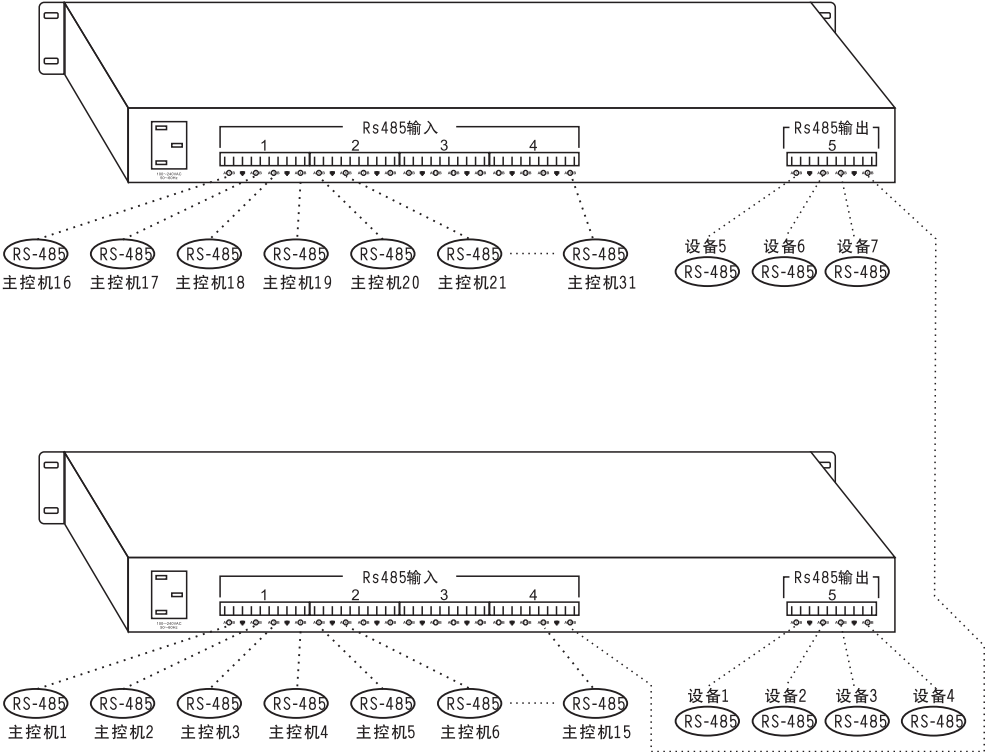 Rs485输入
Rs485输出
1 2 3 4 5
100~240VAC
50~60Hz
RS-485 RS-485 RS-485 RS-485 RS-485 RS-485 RS-485
主控机16 主控机17 主控机18 主控机19 主控机20 主控机21 主控机31
设备5 设备6 设备7
RS-485 RS-485 RS-485
Rs485输入
Rs485输出
1 2 3 4 5
100~240VAC
50~60Hz
RS-485 RS-485 RS-485 RS-485 RS-485 RS-485 RS-485
主控机1 主控机2 主控机3 主控机4 主控机5 主控机6 主控机15
设备1 设备2 设备3 设备4
RS-485 RS-485 RS-485 RS-485